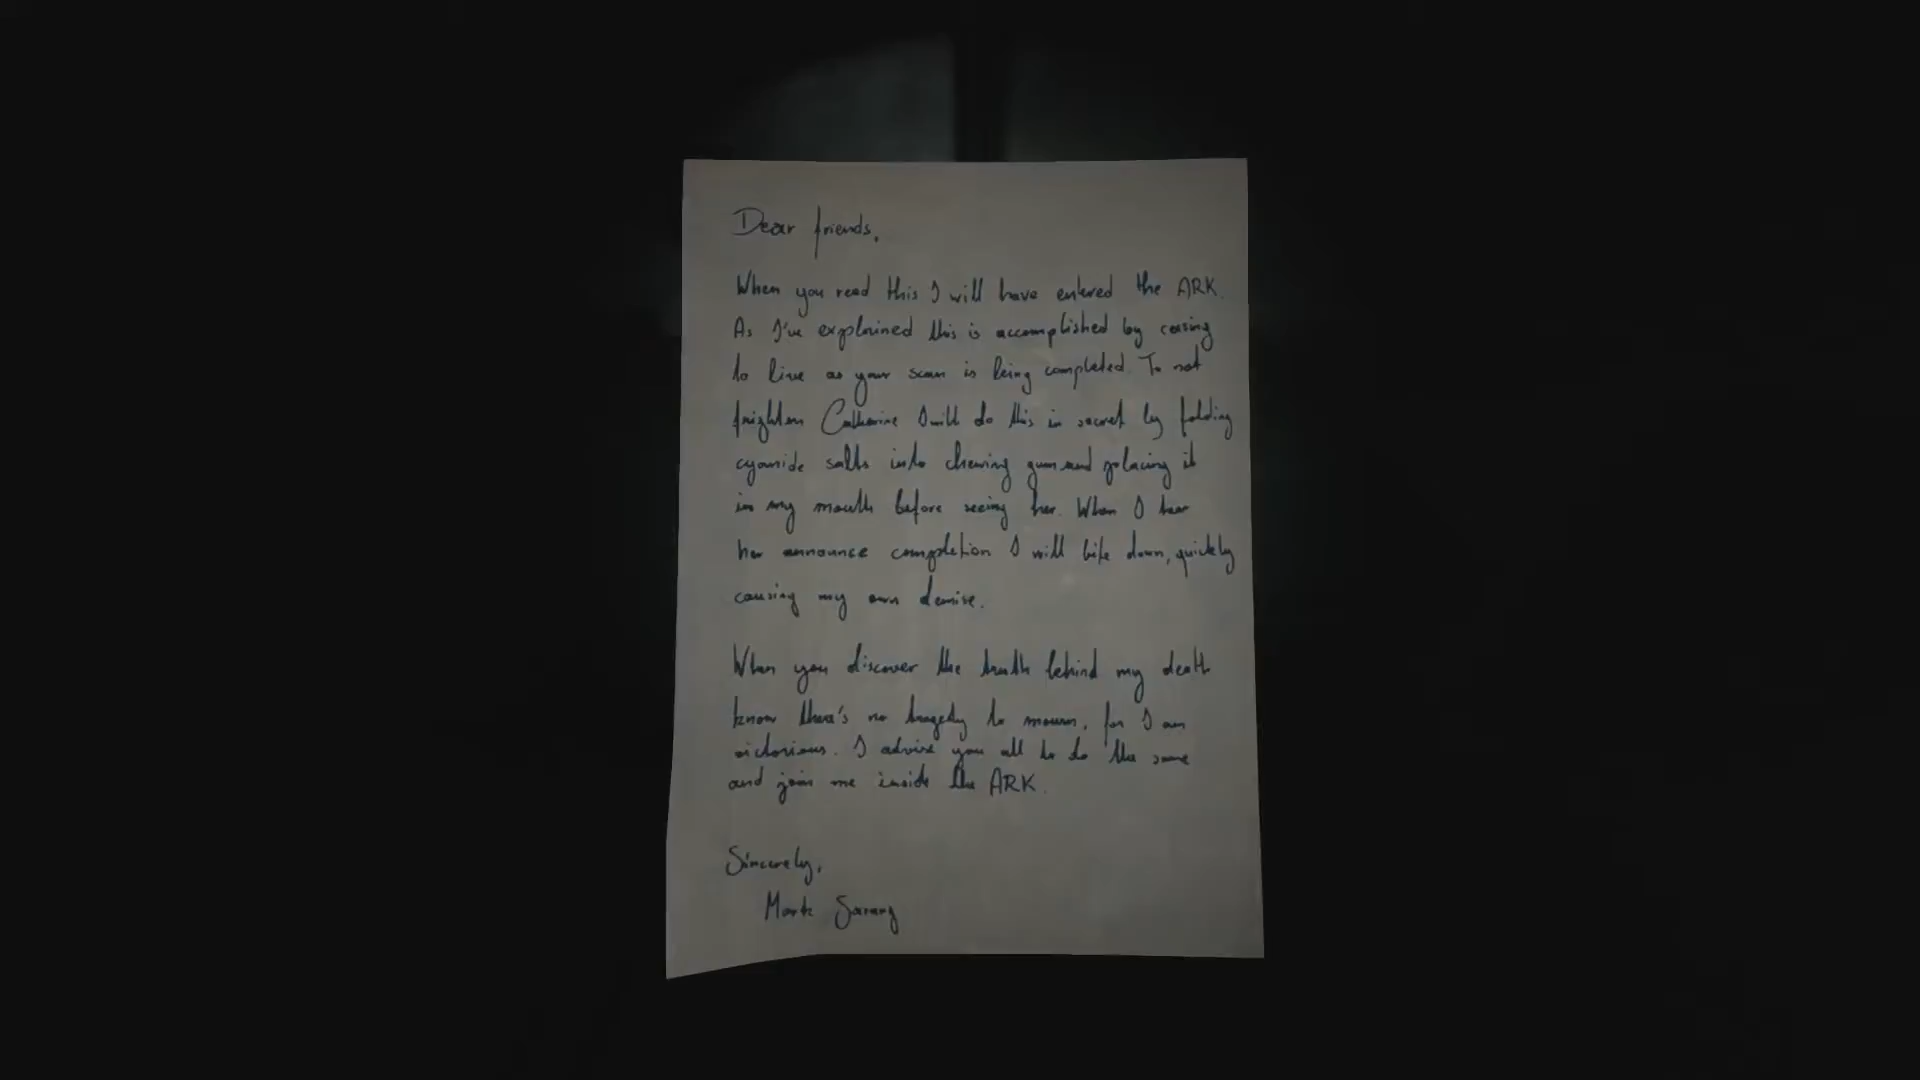 Dear friends,
When you read this I will have entered the ARK.
As I've explained this is accomplished by ceasing
to live as your scan is being completed. To not
frighten Catherine I will do this in secret by folding
cyanide salts into chewing gum and placing it
in my mouth before seeing her. When I hear
her announce completion I will bite down, quickly
causing my own demise.
When you discover the truth behind my death
know there's no tragedy to mourn, for I am
victorious. I advise you all to do the same
and join me inside the ARK.
Sincerely,
Mark Sarang